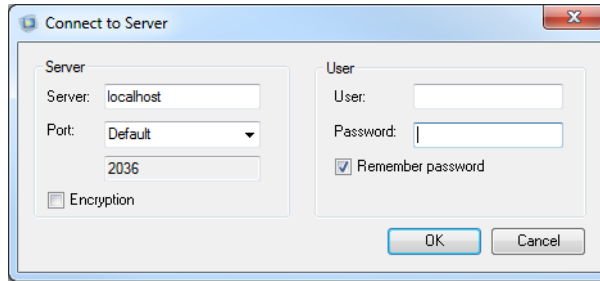 Connect to Server
Server
Server: localhost
Port: Default
2036
Encryption
User
User:
Password:
Remember password
OK Cancel